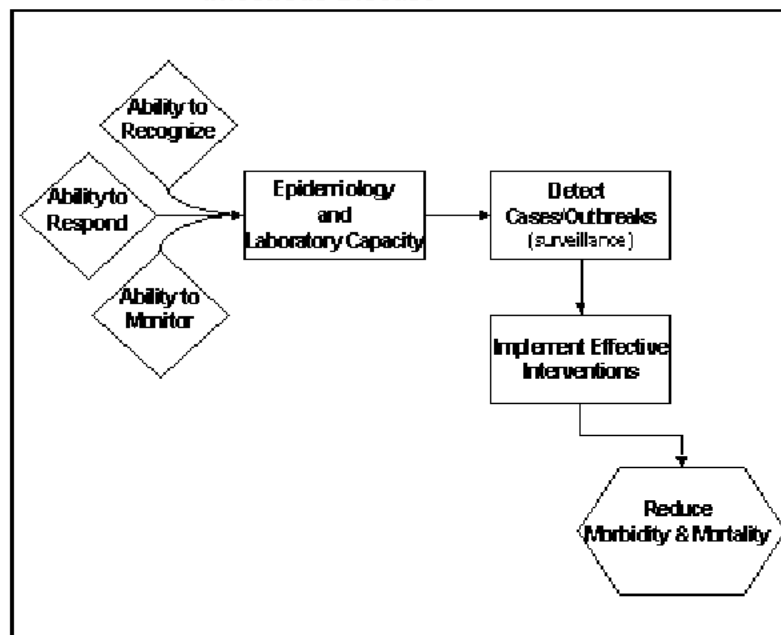 Ability to
Recognize
Ability to
Respond
Ability to
Monitor
Epidemiology
and
Laboratory Capacity
Detect
Cases/Outbreaks
(surveillance)
Implement Effective
Interventions
Reduce
Morbidity & Mortality